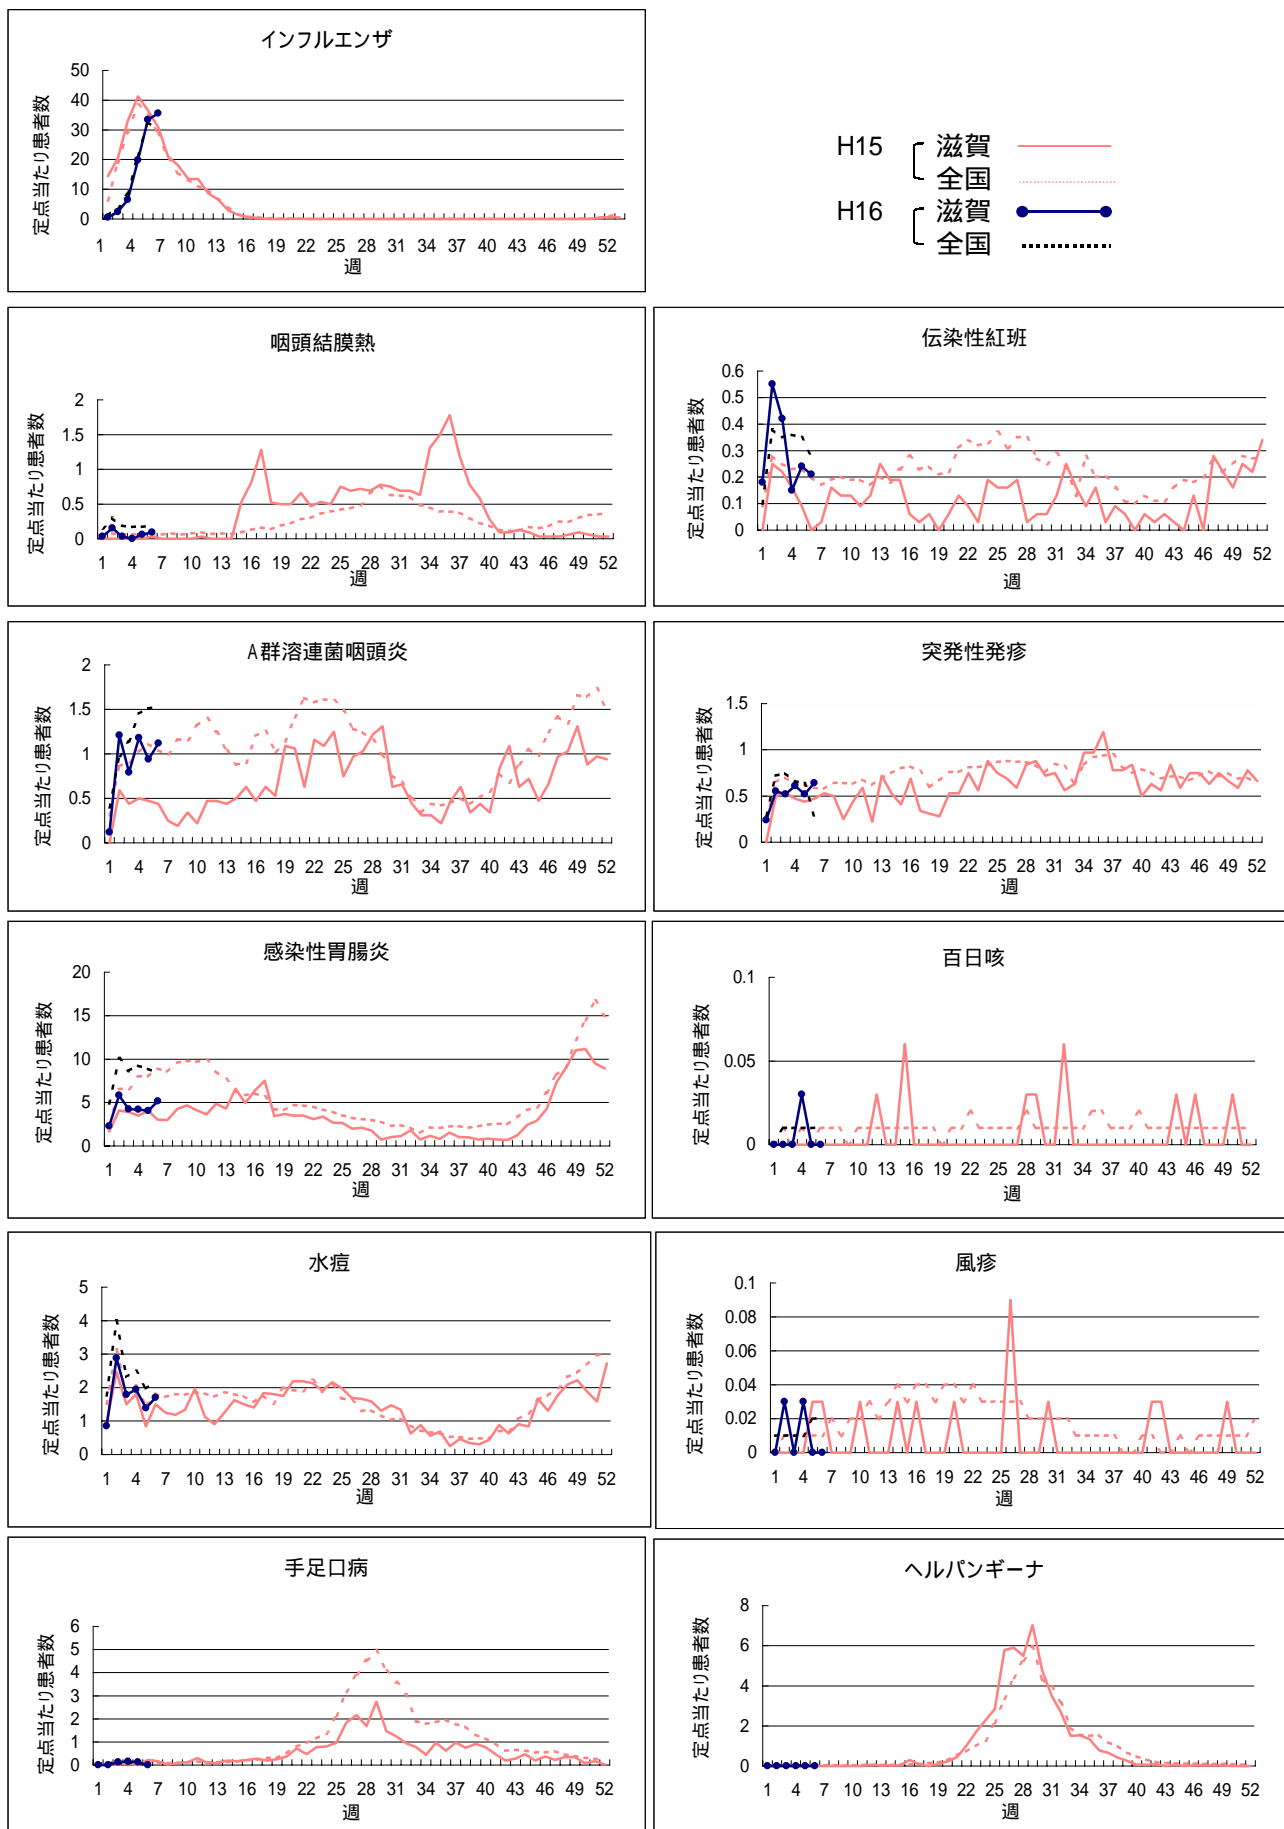 インフルエンザ
定点当たり患者数
50
40
30
20
10
0
1 4 7 10 13 16 19 22 25 28 31 34 37 40 43 46 49 52
週
H15 滋賀
全国
H16 滋賀
全国
咽頭結膜熱
定点当たり患者数
2
1.5
1
0.5
0
1 4 7 10 13 16 19 22 25 28 31 34 37 40 43 46 49 52
週
伝染性紅斑
定点当たり患者数
0.6
0.5
0.4
0.3
0.2
0.1
0
1 4 7 10 13 16 19 22 25 28 31 34 37 40 43 46 49 52
週
A群溶連菌咽頭炎
定点当たり患者数
2
1.5
1
0.5
0
1 4 7 10 13 16 19 22 25 28 31 34 37 40 43 46 49 52
週
突発性発疹
定点当たり患者数
1.5
1
0.5
0
1 4 7 10 13 16 19 22 25 28 31 34 37 40 43 46 49 52
週
感染性胃腸炎
定点当たり患者数
20
15
10
5
0
1 4 7 10 13 16 19 22 25 28 31 34 37 40 43 46 49 52
週
百日咳
定点当たり患者数
0.1
0.05
0
1 4 7 10 13 16 19 22 25 28 31 34 37 40 43 46 49 52
週
水痘
定点当たり患者数
5
4
3
2
1
0
1 4 7 10 13 16 19 22 25 28 31 34 37 40 43 46 49 52
週
風疹
定点当たり患者数
0.1
0.08
0.06
0.04
0.02
0
1 4 7 10 13 16 19 22 25 28 31 34 37 40 43 46 49 52
週
手足口病
定点当たり患者数
6
5
4
3
2
1
0
1 4 7 10 13 16 19 22 25 28 31 34 37 40 43 46 49 52
週
ヘルパンギーナ
定点当たり患者数
8
6
4
2
0
1 4 7 10 13 16 19 22 25 28 31 34 37 40 43 46 49 52
週